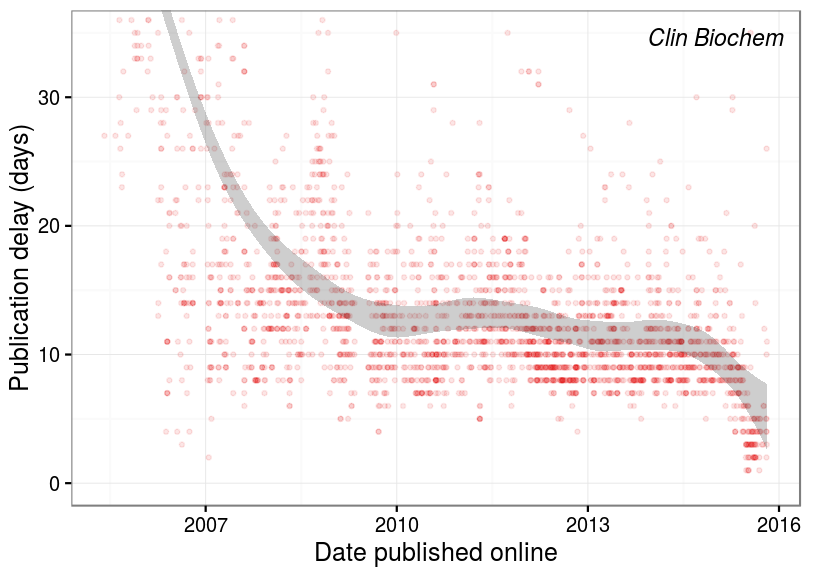 Clin Biochem
Publication delay (days)
30
20
10
0
2007 2010 2013 2016
Date published online